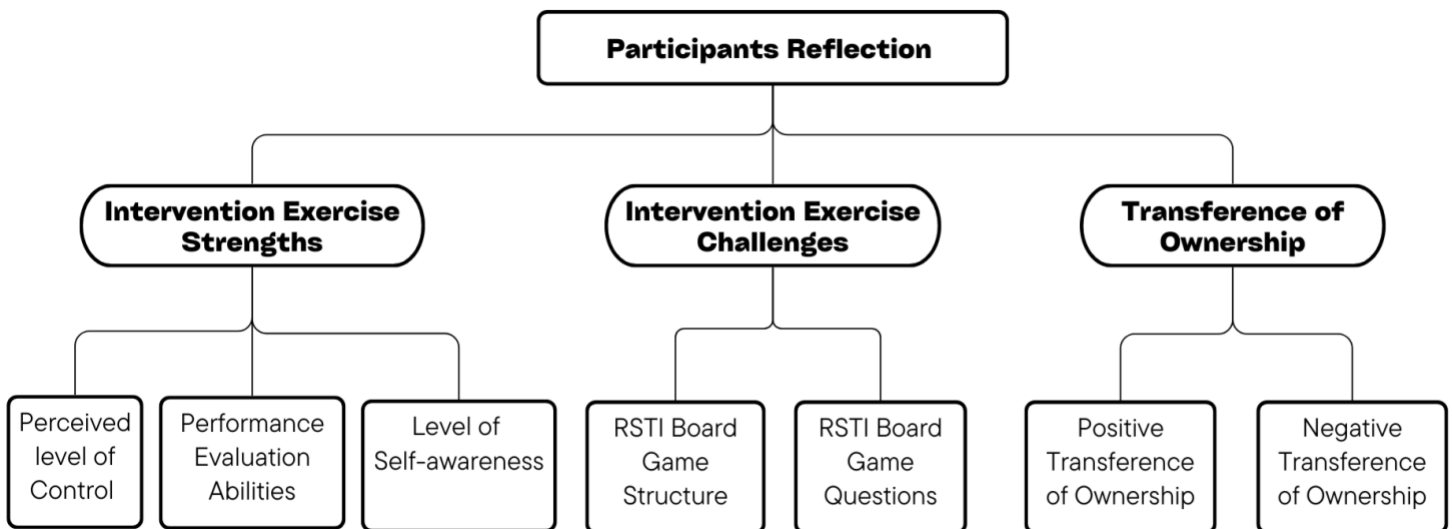 Participants Reflection
Intervention Exercise
Strengths
Intervention Exercise
Challenges
Transference of
Ownership
Perceived
level of
Control
Performance
Evaluation
Abilities
Level of
Self-awareness
RSTI Board
Game
Structure
RSTI Board
Game
Questions
Positive
Transference
of Ownership
Negative
Transference
of Ownership